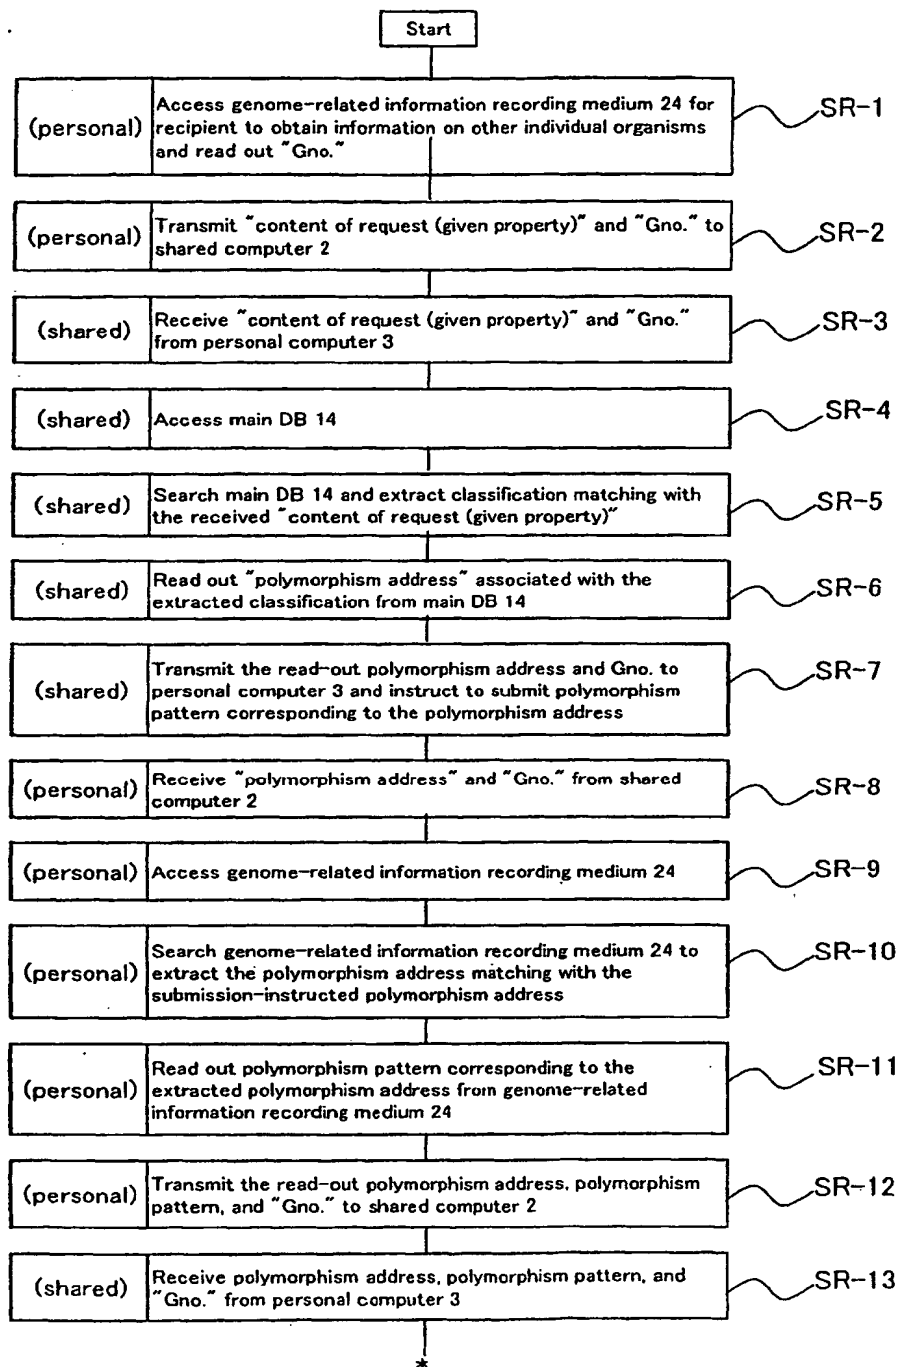 Start
(personal)
Access genome-related information recording medium 24 for
recipient to obtain information on other individual organisms
and read out "Gno."
SR-1
(personal)
Transmit "content of request (given property)" and "Gno." to
shared computer 2
SR-2
(shared)
Receive "content of request (given property)" and "Gno."
from personal computer 3
SR-3
(shared)
Access main DB 14
SR-4
(shared)
Search main DB 14 and extract classification matching with
the received "content of request (given property)"
SR-5
(shared)
Read out "polymorphism address" associated with the
extracted classification from main DB 14
SR-6
(shared)
Transmit the read-out polymorphism address and Gno. to
personal computer 3 and instruct to submit polymorphism
pattern corresponding to the polymorphism address
SR-7
(personal)
Receive "polymorphism address" and "Gno." from shared
computer 2
SR-8
(personal)
Access genome-related information recording medium 24
SR-9
(personal)
Search genome-related information recording medium 24 to
extract the polymorphism address matching with the
submission-instructed polymorphism address
SR-10
(personal)
Read out polymorphism pattern corresponding to the
extracted polymorphism address from genome-related
information recording medium 24
SR-11
(personal)
Transmit the read-out polymorphism address, polymorphism
pattern, and "Gno." to shared computer 2
SR-12
(shared)
Receive polymorphism address, polymorphism pattern, and
"Gno." from personal computer 3
SR-13
*